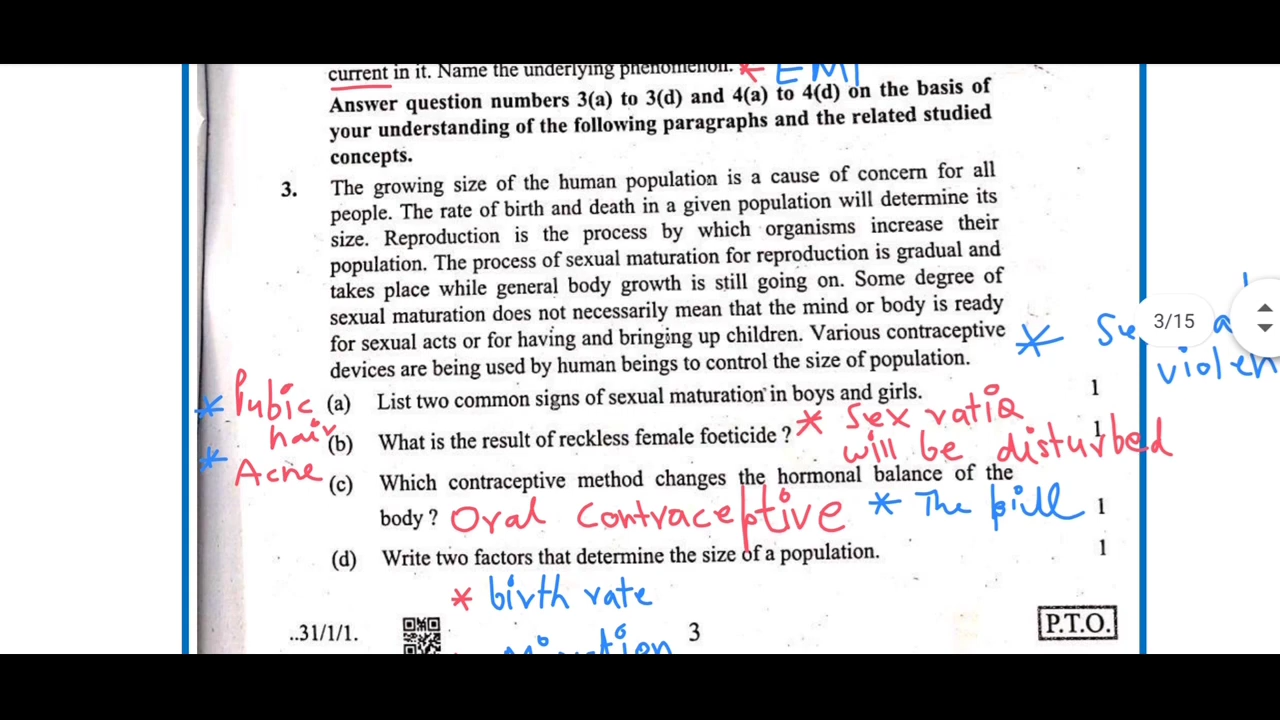 current in it. Name the underlying phenomenon. * EMI
Answer question numbers 3(a) to 3(d) and 4(a) to 4(d) on the basis of
your understanding of the following paragraphs and the related studied
concepts.
3. The growing size of the human population is a cause of concern for all
people. The rate of birth and death in a given population will determine its
size. Reproduction is the process by which organisms increase their
population. The process of sexual maturation for reproduction is gradual and
takes place while general body growth is still going on. Some degree of
sexual maturation does not necessarily mean that the mind or body is ready
for sexual acts or for having and bringing up children. Various contraceptive
devices are being used by human beings to control the size of population.
3/15
* Pubic hair
* Acne
(a) List two common signs of sexual maturation in boys and girls. 1
(b) What is the result of reckless female foeticide ? 1
* Sex ratio
will be disturbed
(c) Which contraceptive method changes the hormonal balance of the
body ? Oral contraceptive * The pill 1
(d) Write two factors that determine the size of a population. 1
* birth rate
..31/1/1. 3 P.T.O.